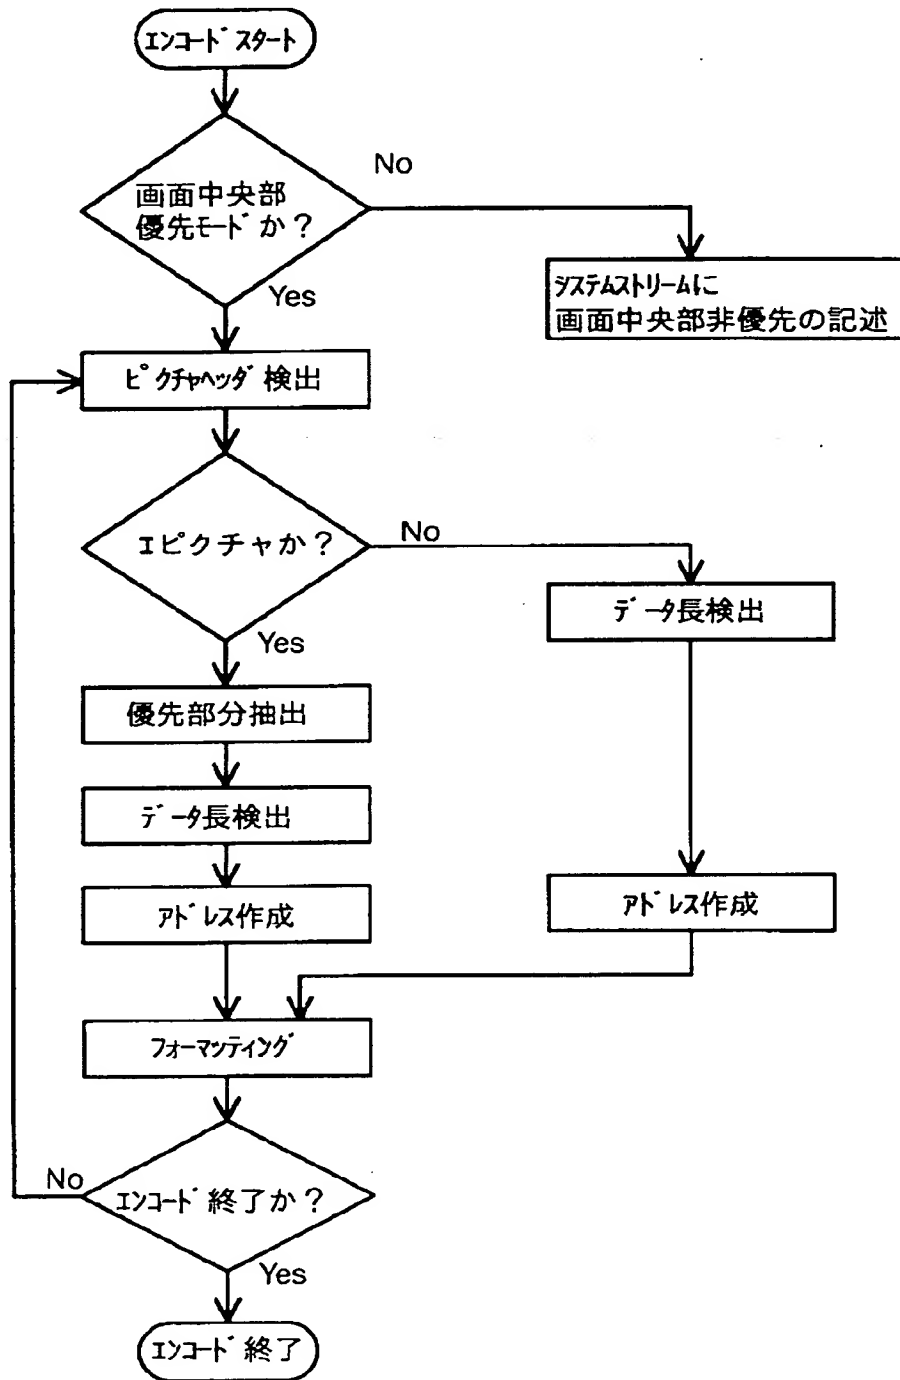 ｴﾝｺｰﾄﾞｽﾀｰﾄ
画面中央部
優先ﾓｰﾄﾞか？
No
Yes
ｼｽﾃﾑｽﾄﾘｰﾑに
画面中央部非優先の記述
ﾋﾟｸﾁｬﾍｯﾀﾞ検出
Iピクチャか？
No
Yes
ﾃﾞｰﾀ長検出
優先部分抽出
ﾃﾞｰﾀ長検出
ｱﾄﾞﾚｽ作成
ｱﾄﾞﾚｽ作成
ﾌｫｰﾏｯﾃｨﾝｸﾞ
ｴﾝｺｰﾄﾞ終了か？
No
Yes
ｴﾝｺｰﾄﾞ終了